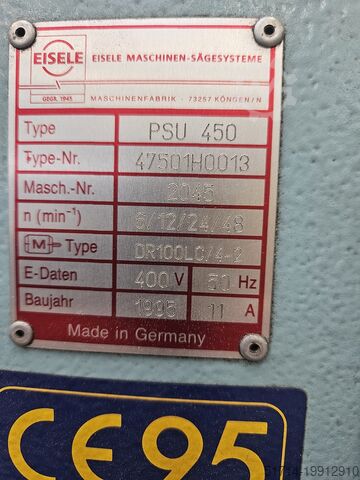 EISELE
GEGR. 1945
EISELE MASCHINEN-SÄGESYSTEME
MASCHINENFABRIK · 73257 KÖNGEN/N
Type PSU 450
Type-Nr. 47501H0013
Masch.-Nr. 2045
n (min⁻¹) 6/12/24/48
M Type DR100LC/4-2
E-Daten 400 V 50 Hz
Baujahr 1995 11 A
Made in Germany
CE95